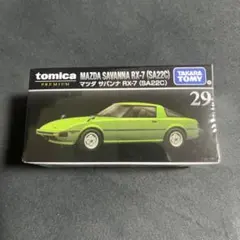 tomica
PREMIUM
MAZDA SAVANNA RX-7 (SA22C)
マツダ サバンナ RX-7 (SA22C)
TAKARA
TOMY
29